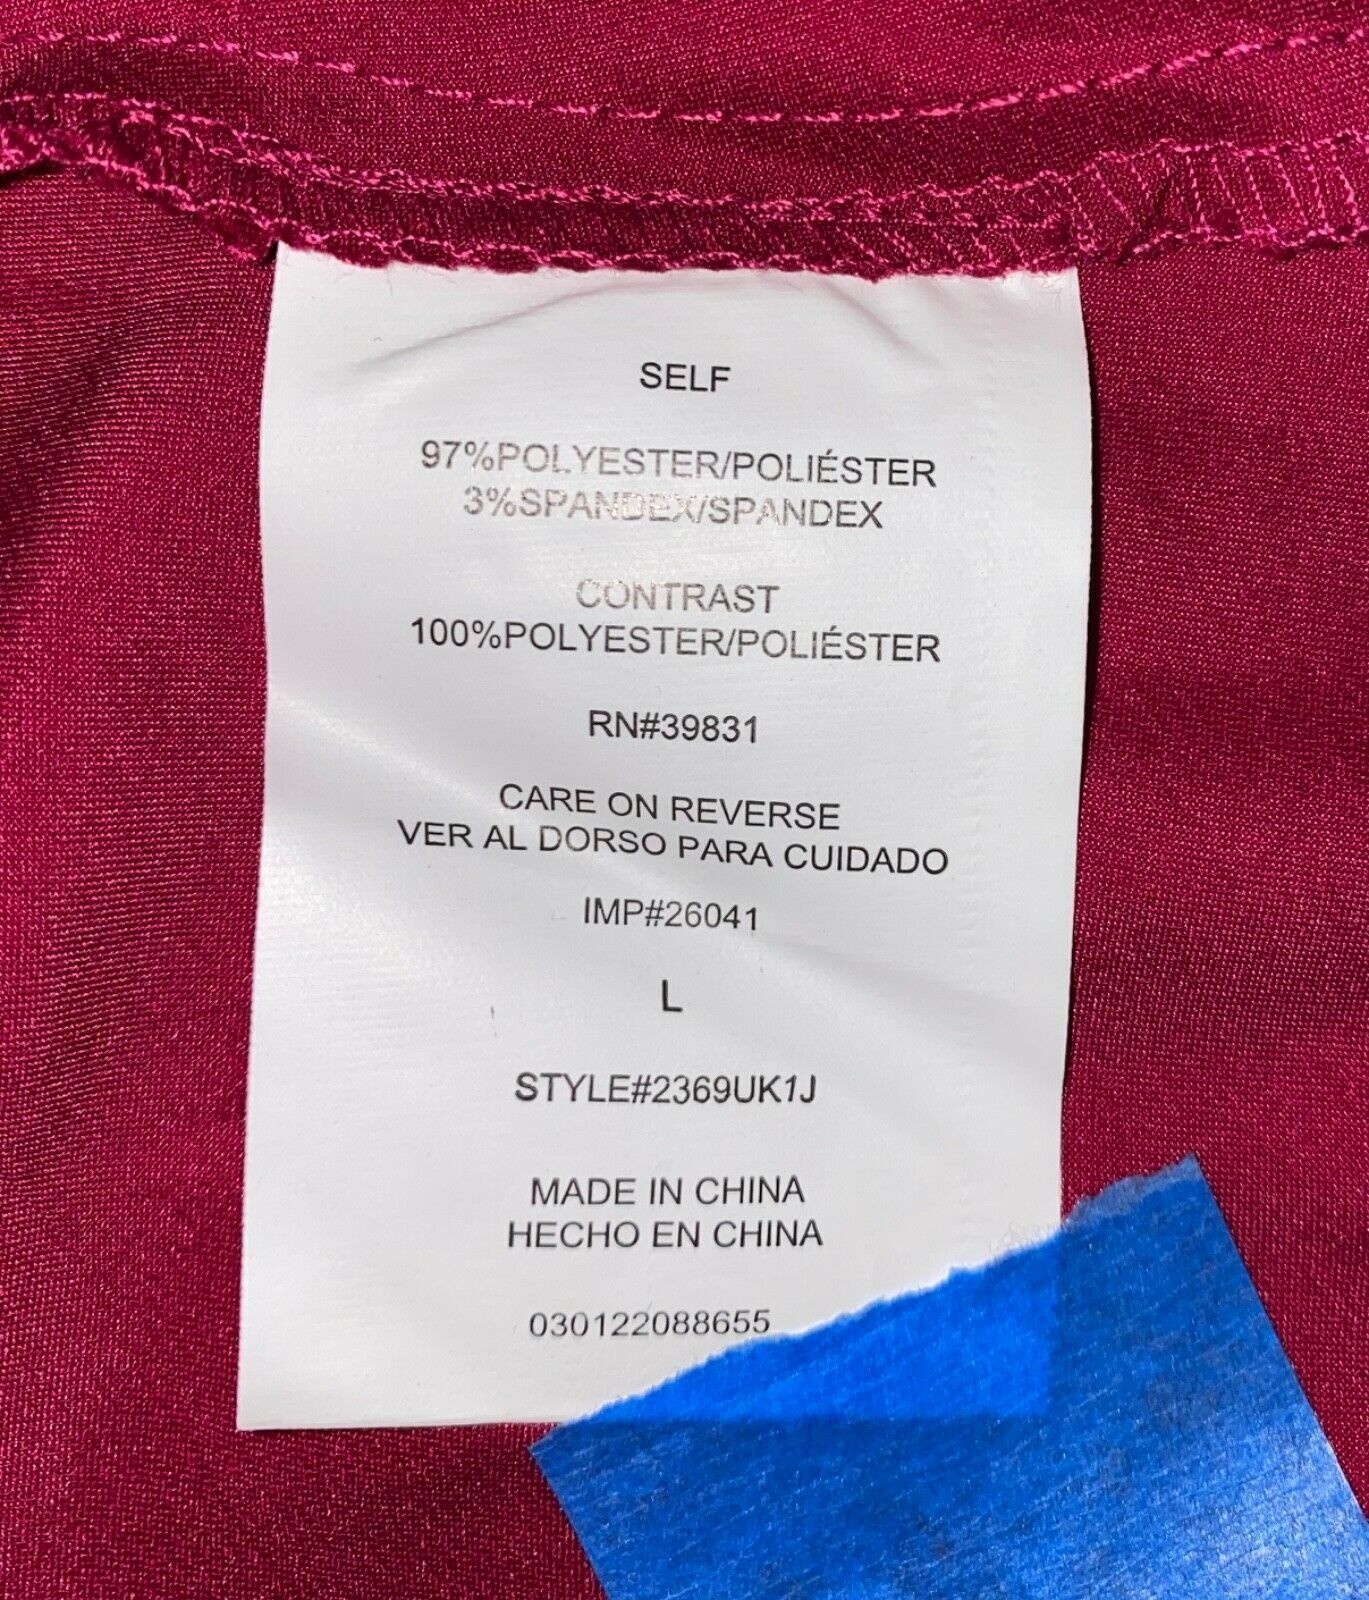 SELF
97%POLYESTER/POLIÉSTER
3%SPANDEX/SPANDEX
CONTRAST
100%POLYESTER/POLIÉSTER
RN#39831
CARE ON REVERSE
VER AL DORSO PARA CUIDADO
IMP#26041
L
STYLE#2369UK1J
MADE IN CHINA
HECHO EN CHINA
030122088655